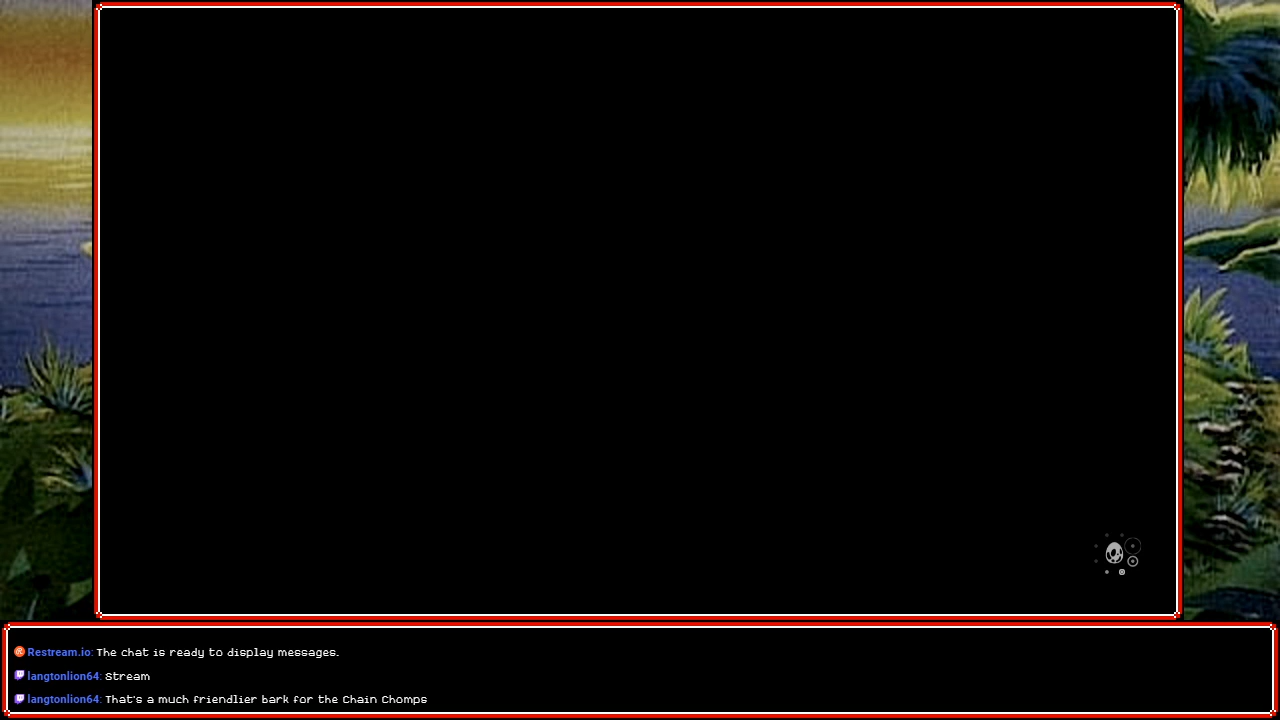 Restream.io: The chat is ready to display messages.
langtonlion64: Stream
langtonlion64: That's a much friendlier bark for the Chain Chomps